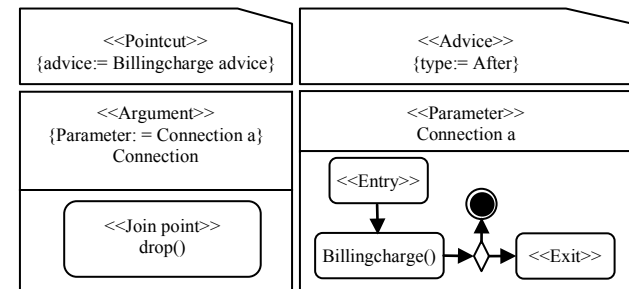 <<Pointcut>>
{advice:= Billingcharge advice}
<<Argument>>
{Parameter: = Connection a}
Connection
<<Join point>>
drop()
<<Advice>>
{type:= After}
<<Parameter>>
Connection a
<<Entry>>
Billingcharge()
<<Exit>>